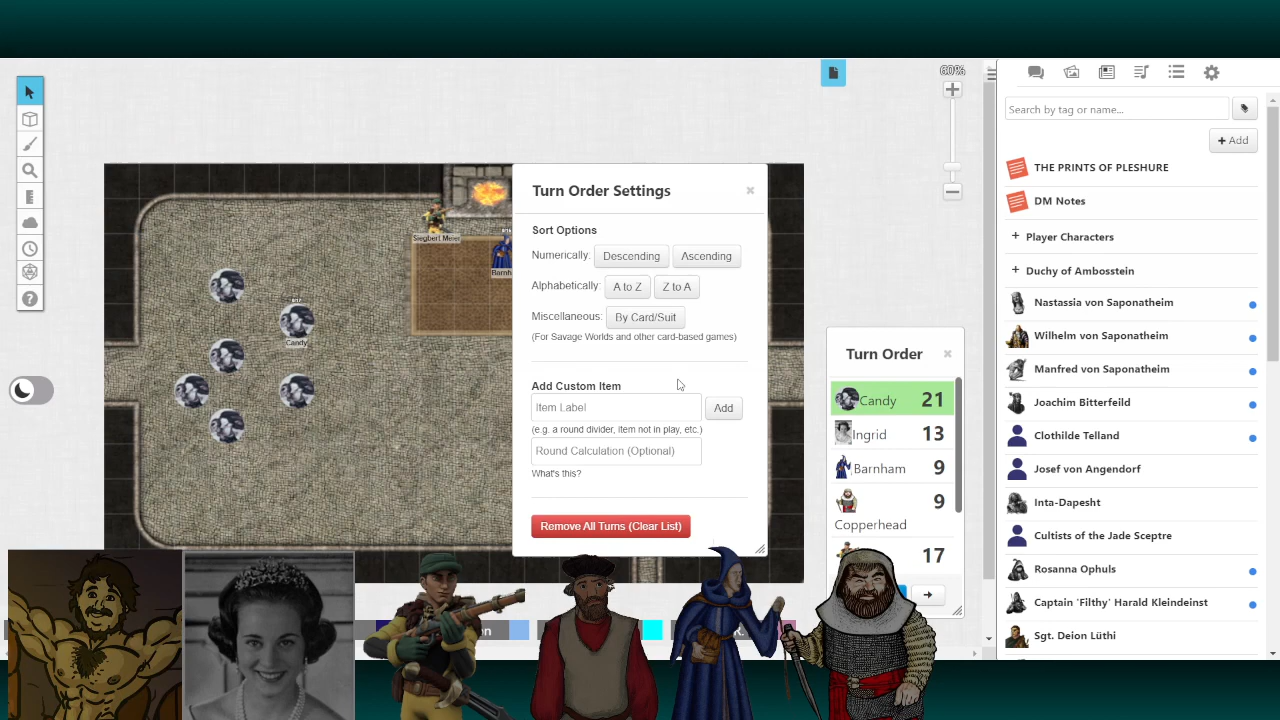 60%
Search by tag or name...
+ Add
THE PRINTS OF PLESHURE
DM Notes
+ Player Characters
+ Duchy of Ambosstein
Nastassia von Saponatheim
Wilhelm von Saponatheim
Manfred von Saponatheim
Joachim Bitterfeild
Clothilde Telland
Josef von Angendorf
Inta-Dapesht
Cultists of the Jade Sceptre
Rosanna Ophuls
Captain 'Filthy' Harald Kleindeinst
Sgt. Deion Lüthi
Siegbert Meier
Barnh
Candy
Turn Order Settings
Sort Options
Numerically: Descending Ascending
Alphabetically: A to Z Z to A
Miscellaneous: By Card/Suit
(For Savage Worlds and other card-based games)
Add Custom Item
Item Label Add
(e.g. a round divider, item not in play, etc.)
Round Calculation (Optional)
What's this?
Remove All Turns (Clear List)
Turn Order
Candy 21
Ingrid 13
Barnham 9
9
Copperhead
17